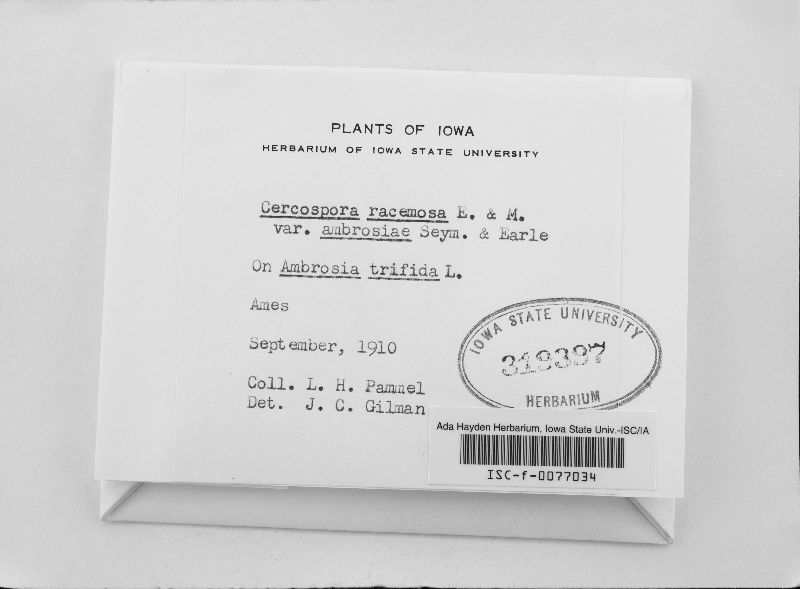 PLANTS OF IOWA
HERBARIUM OF IOWA STATE UNIVERSITY
Cercospora racemosa E. & M.
var. ambrosiae Seym. & Earle
On Ambrosia trifida L.
Ames
September, 1910
Coll. L. H. Pammel
Det. J. C. Gilman
IOWA STATE UNIVERSITY
318397
HERBARIUM
Ada Hayden Herbarium, Iowa State Univ.-ISC/IA
ISC-f-0077034